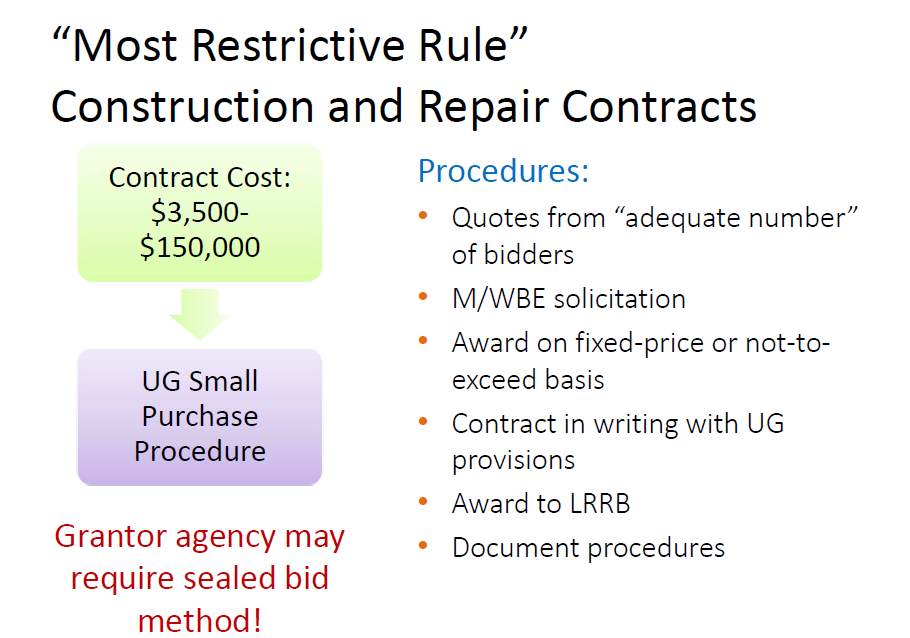 “Most Restrictive Rule”
Construction and Repair Contracts
Contract Cost:
$3,500-
$150,000
UG Small
Purchase
Procedure
Grantor agency may
require sealed bid
method!
Procedures:
• Quotes from “adequate number”
of bidders
• M/WBE solicitation
• Award on fixed-price or not-to-
exceed basis
• Contract in writing with UG
provisions
• Award to LRRB
• Document procedures